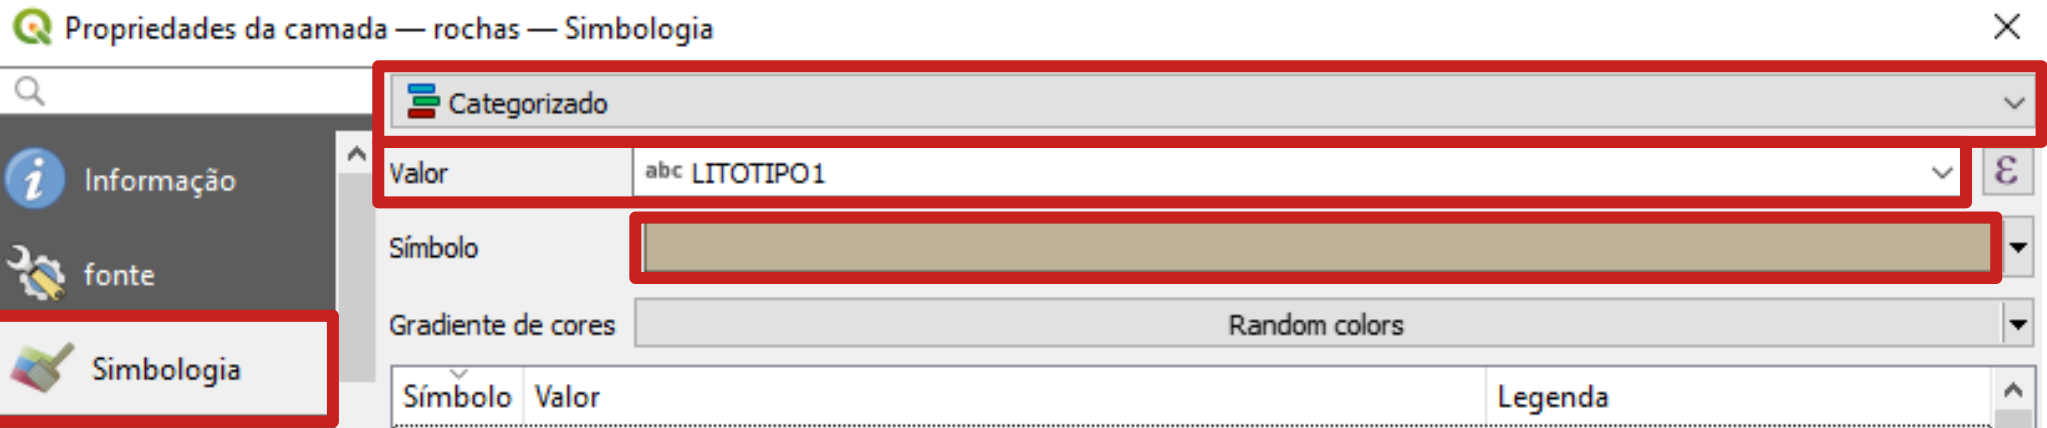 Propriedades da camada — rochas — Simbologia
Categorizado
Informação
Valor
abc LITOTIPO1
ε
Símbolo
fonte
Gradiente de cores
Random colors
Simbologia
Símbolo Valor Legenda